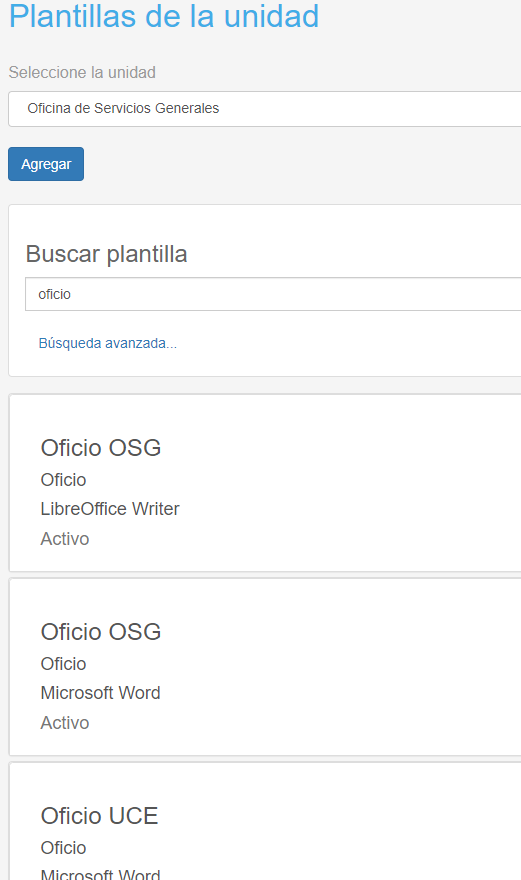 Plantillas de la unidad
Seleccione la unidad
Oficina de Servicios Generales
Agregar
Buscar plantilla
oficio
Búsqueda avanzada...
Oficio OSG
Oficio
LibreOffice Writer
Activo
Oficio OSG
Oficio
Microsoft Word
Activo
Oficio UCE
Oficio
Microsoft Word